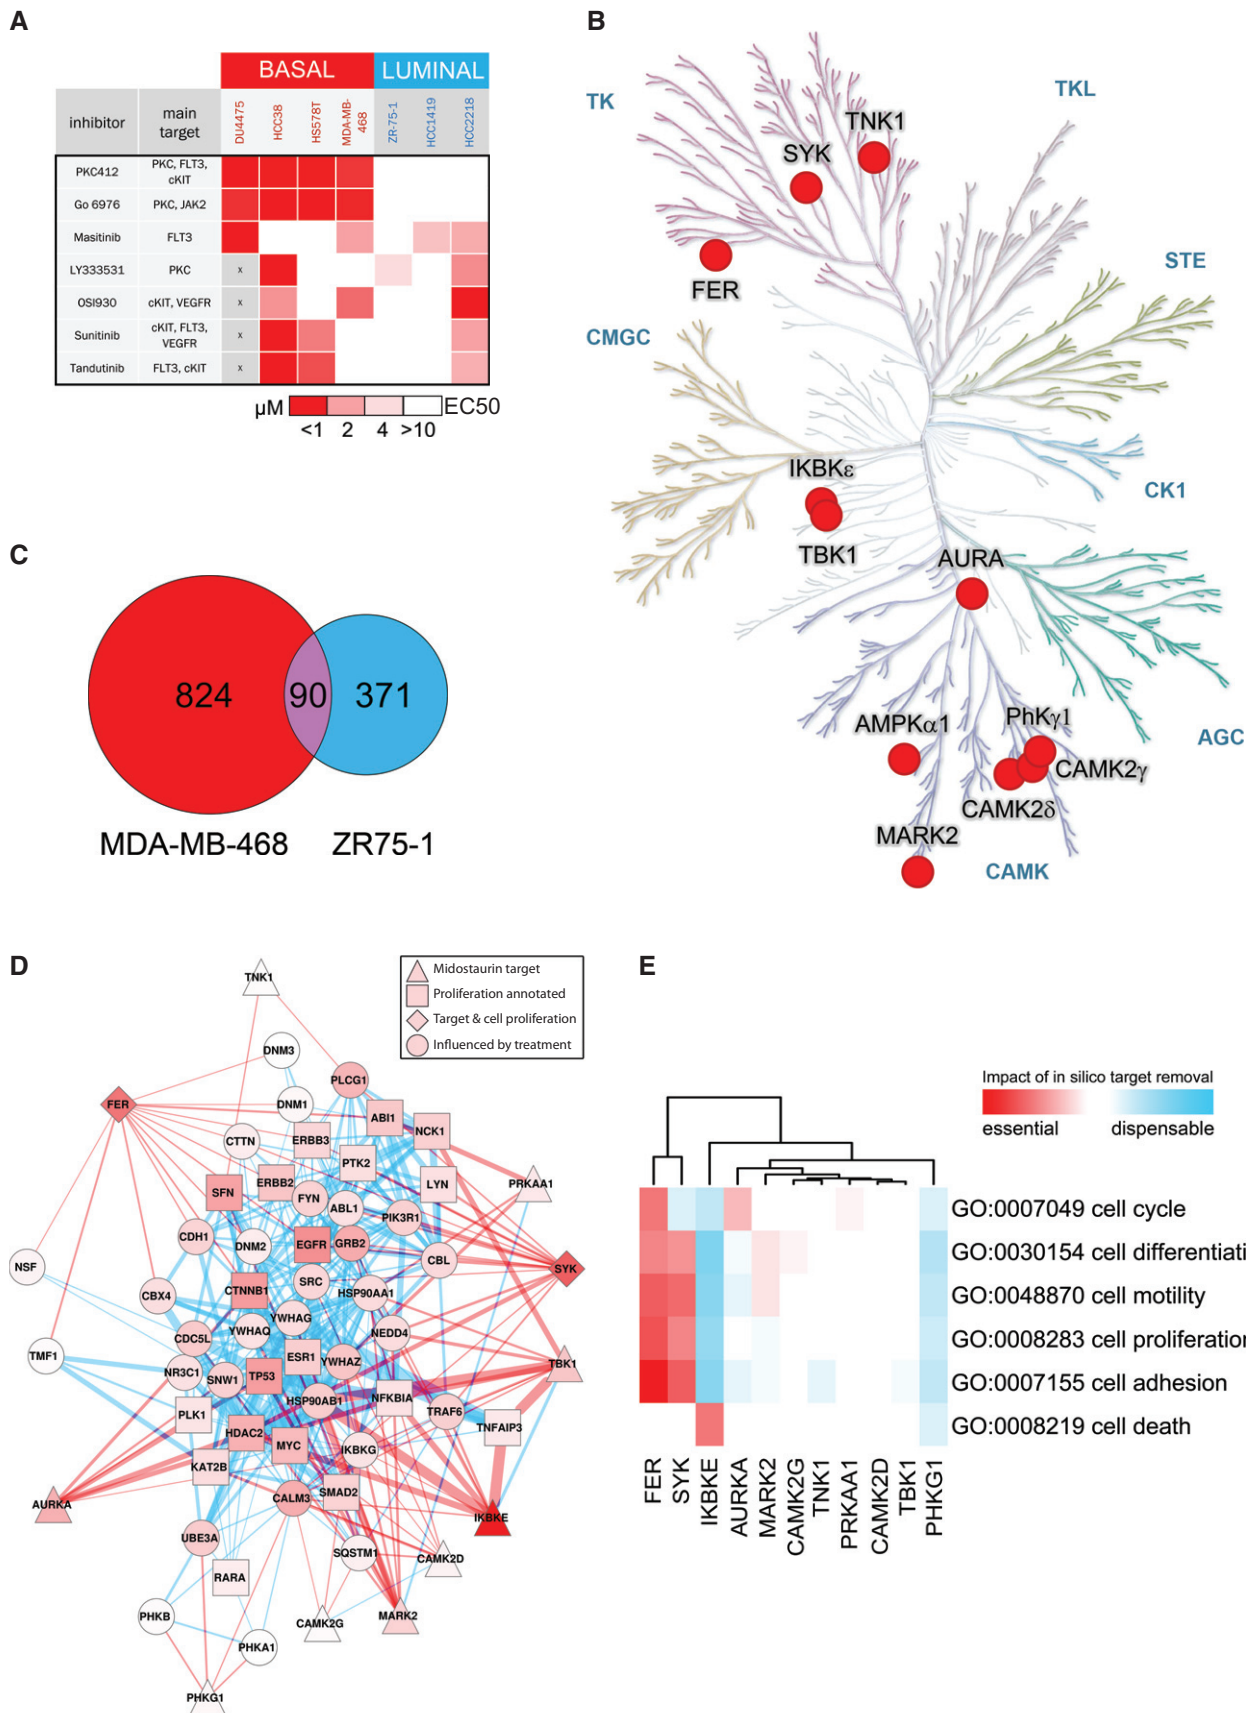 A
BASAL LUMINAL
inhibitor main target DU4475 HCC38 HS578T MDA-MB-468 ZR-75-1 HCC1419 HCC2218
PKC412 PKC, FLT3, cKIT
Go 6976 PKC, JAK2
Masitinib FLT3
LY333531 PKC x
OSI930 cKIT, VEGFR x
Sunitinib cKIT, FLT3, VEGFR x
Tandutinib FLT3, cKIT x
µM EC50
<1 2 4 >10
B
TK
TKL
TNK1
SYK
FER
STE
CMGC
IKBKε
CK1
TBK1
AURA
AMPKα1
PhKγ1
AGC
CAMK2γ
CAMK2δ
MARK2
CAMK
C
824 90 371
MDA-MB-468 ZR75-1
D
Midostaurin target
Proliferation annotated
Target & cell proliferation
Influenced by treatment
TNK1
DNM3
PLCG1
FER
DNM1
ABI1
NCK1
CTTN
ERBB3
PTK2
PRKAA1
SFN
ERBB2
FYN
LYN
ABL1
PIK3R1
CDH1
DNM2
EGFR
GRB2
CBL
NSF
SYK
CBX4
CTNNB1
SRC
HSP90AA1
CDC5L
YWHAQ
YWHAG
NEDD4
TMF1
NR3C1
SNW1
TP53
ESR1
YWHAZ
TBK1
PLK1
HSP90AB1
NFKBIA
TRAF6
TNFAIP3
HDAC2
MYC
IKBKG
KAT2B
AURKA
CALM3
SMAD2
IKBKE
UBE3A
SQSTM1
CAMK2D
RARA
PHKB
CAMK2G
MARK2
PHKA1
PHKG1
E
Impact of in silico target removal
essential dispensable
GO:0007049 cell cycle
GO:0030154 cell differentiati
GO:0048870 cell motility
GO:0008283 cell proliferation
GO:0007155 cell adhesion
GO:0008219 cell death
FER SYK IKBKE AURKA MARK2 CAMK2G TNK1 PRKAA1 CAMK2D TBK1 PHKG1